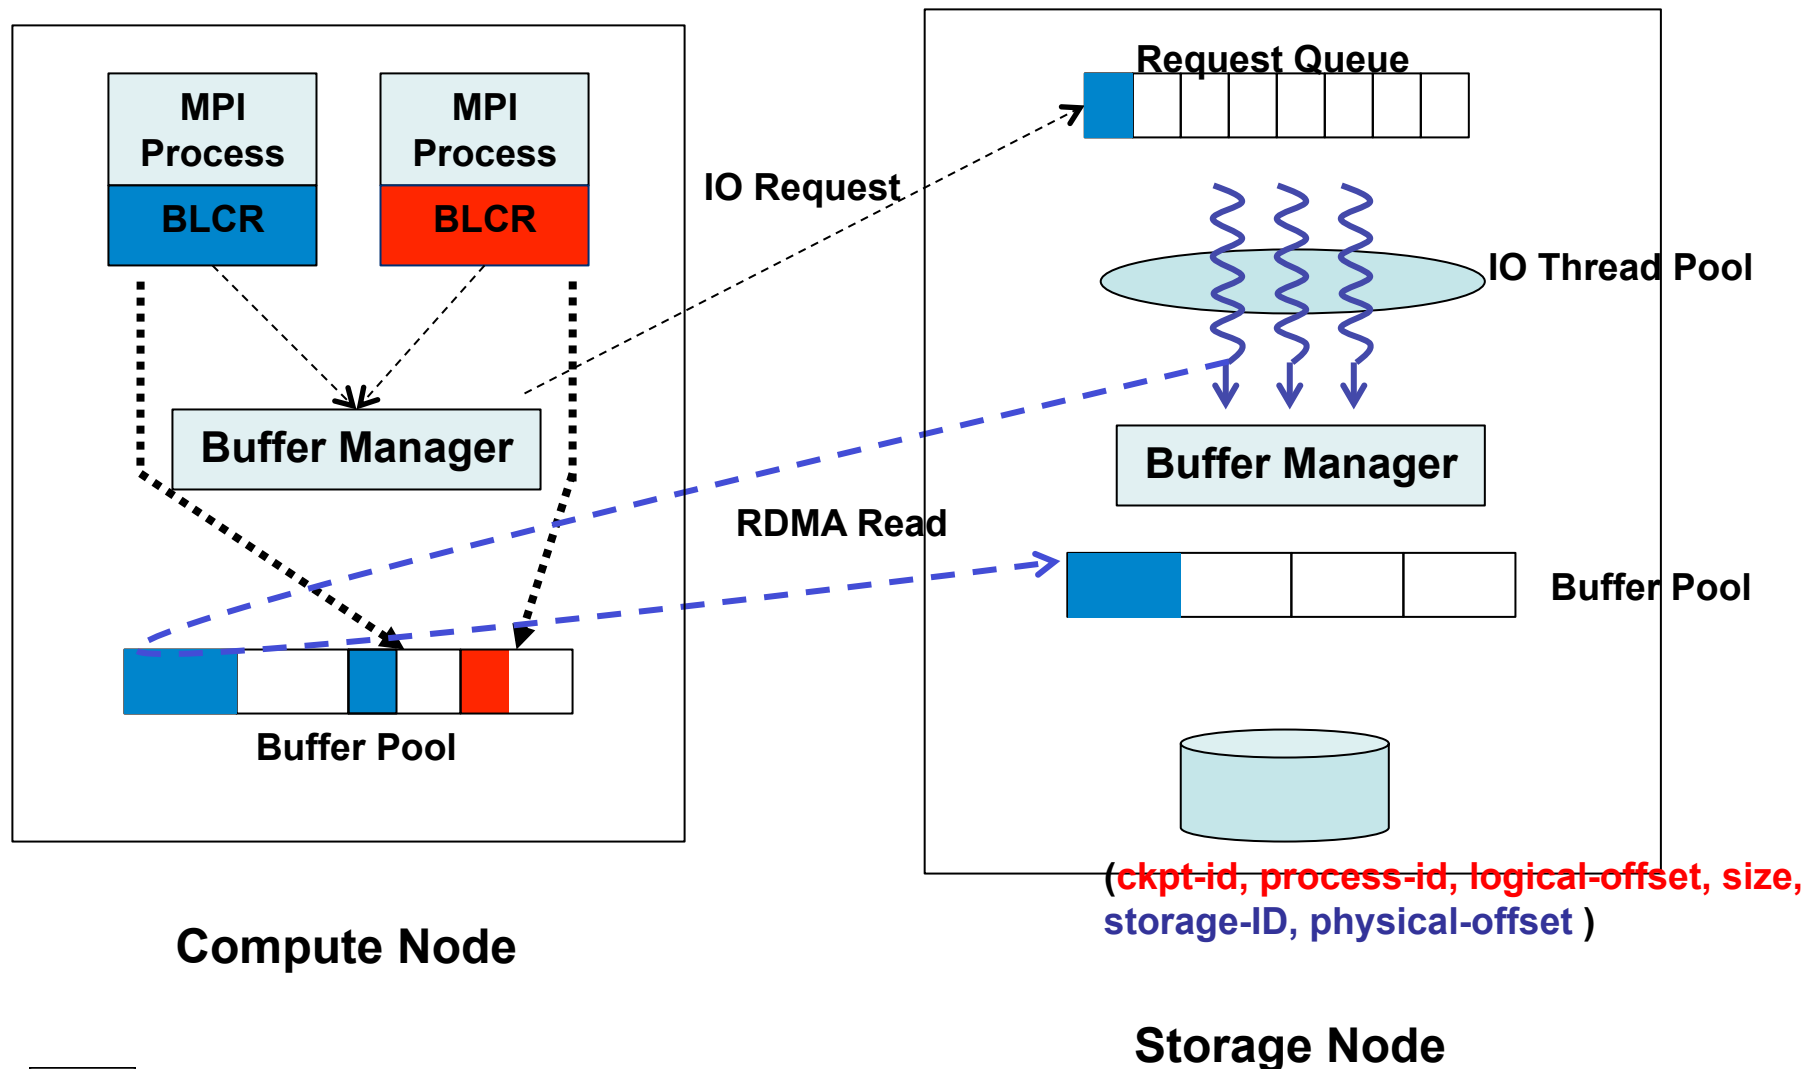 MPI
Process
BLCR
MPI
Process
BLCR
Buffer Manager
Buffer Pool
Compute Node
IO Request
RDMA Read
Request Queue
IO Thread Pool
Buffer Manager
Buffer Pool
(ckpt-id, process-id, logical-offset, size,
storage-ID, physical-offset )
Storage Node